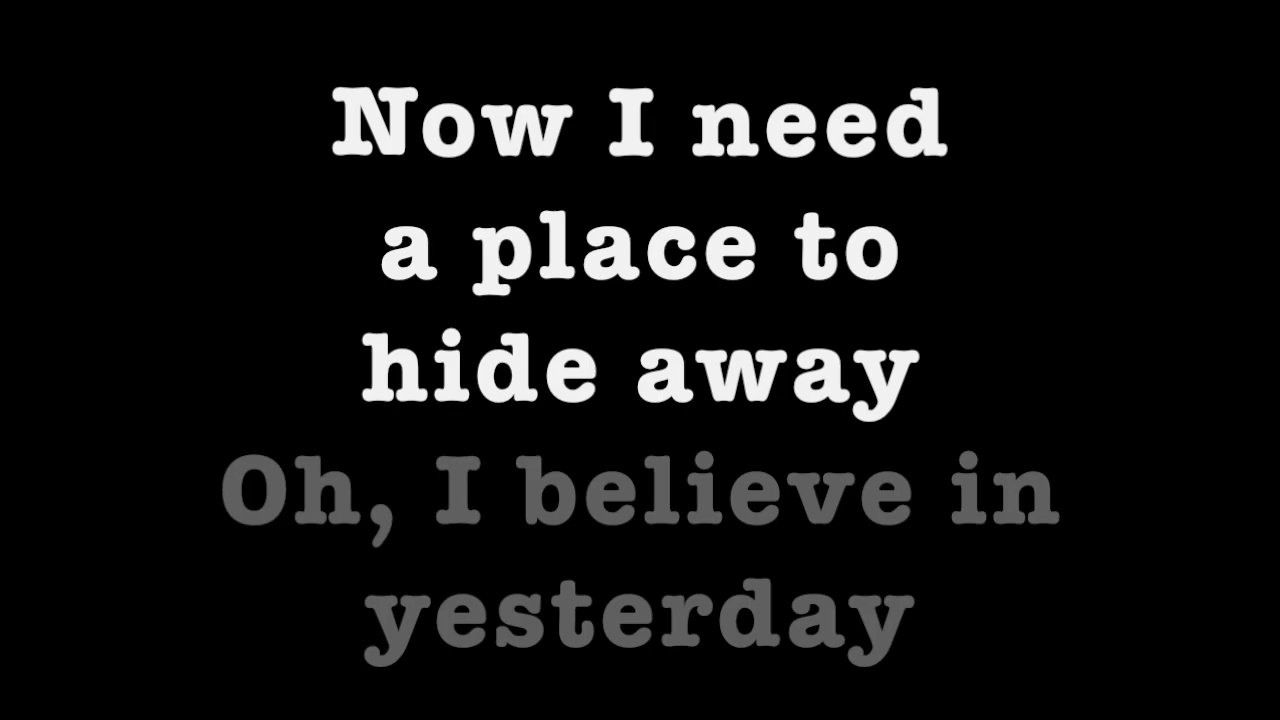 Now I need
a place to
hide away
Oh, I believe in
yesterday